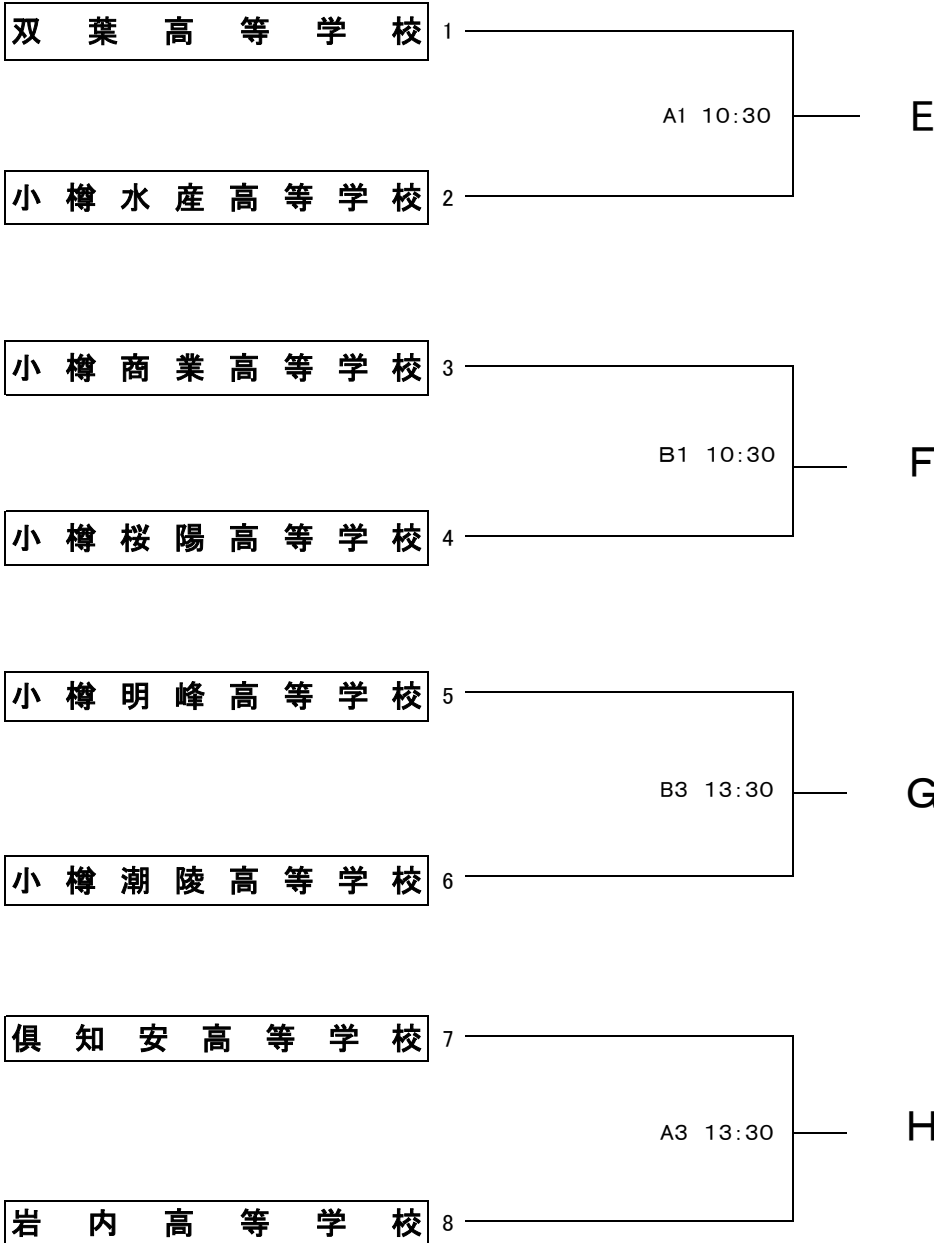 双葉高等学校 1
A1 10:30 E
小樽水産高等学校 2
小樽商業高等学校 3
B1 10:30 F
小樽桜陽高等学校 4
小樽明峰高等学校 5
B3 13:30 G
小樽潮陵高等学校 6
倶知安高等学校 7
A3 13:30 H
岩内高等学校 8